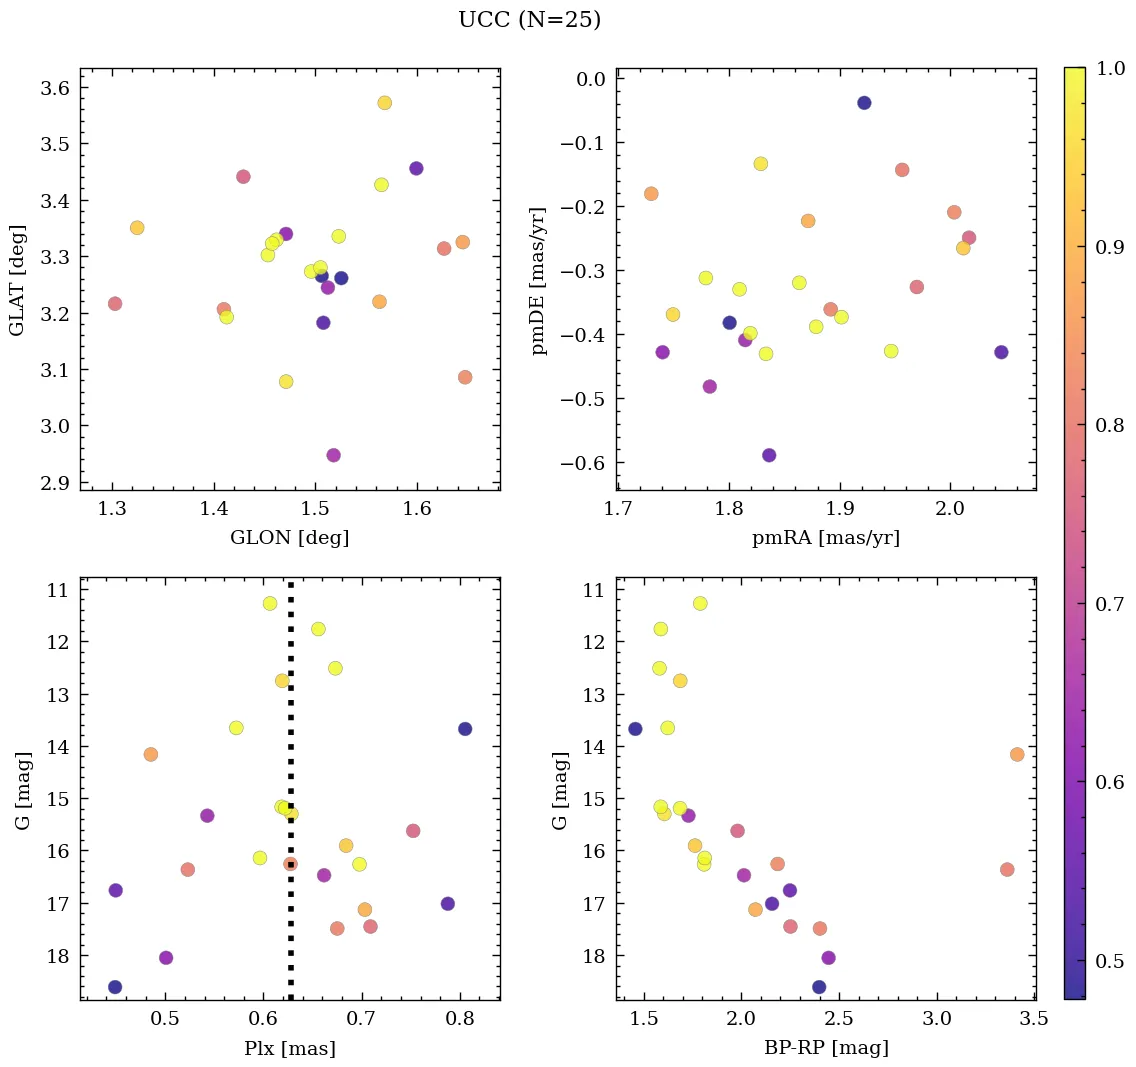 UCC (N=25)
3.6
3.5
3.4
3.3
3.2
3.1
3.0
2.9
GLAT [deg]
1.3 1.4 1.5 1.6
GLON [deg]
0.0
−0.1
−0.2
−0.3
−0.4
−0.5
−0.6
pmDE [mas/yr]
1.7 1.8 1.9 2.0
pmRA [mas/yr]
11
12
13
14
15
16
17
18
G [mag]
0.5 0.6 0.7 0.8
Plx [mas]
11
12
13
14
15
16
17
18
G [mag]
1.5 2.0 2.5 3.0 3.5
BP-RP [mag]
1.0
0.9
0.8
0.7
0.6
0.5